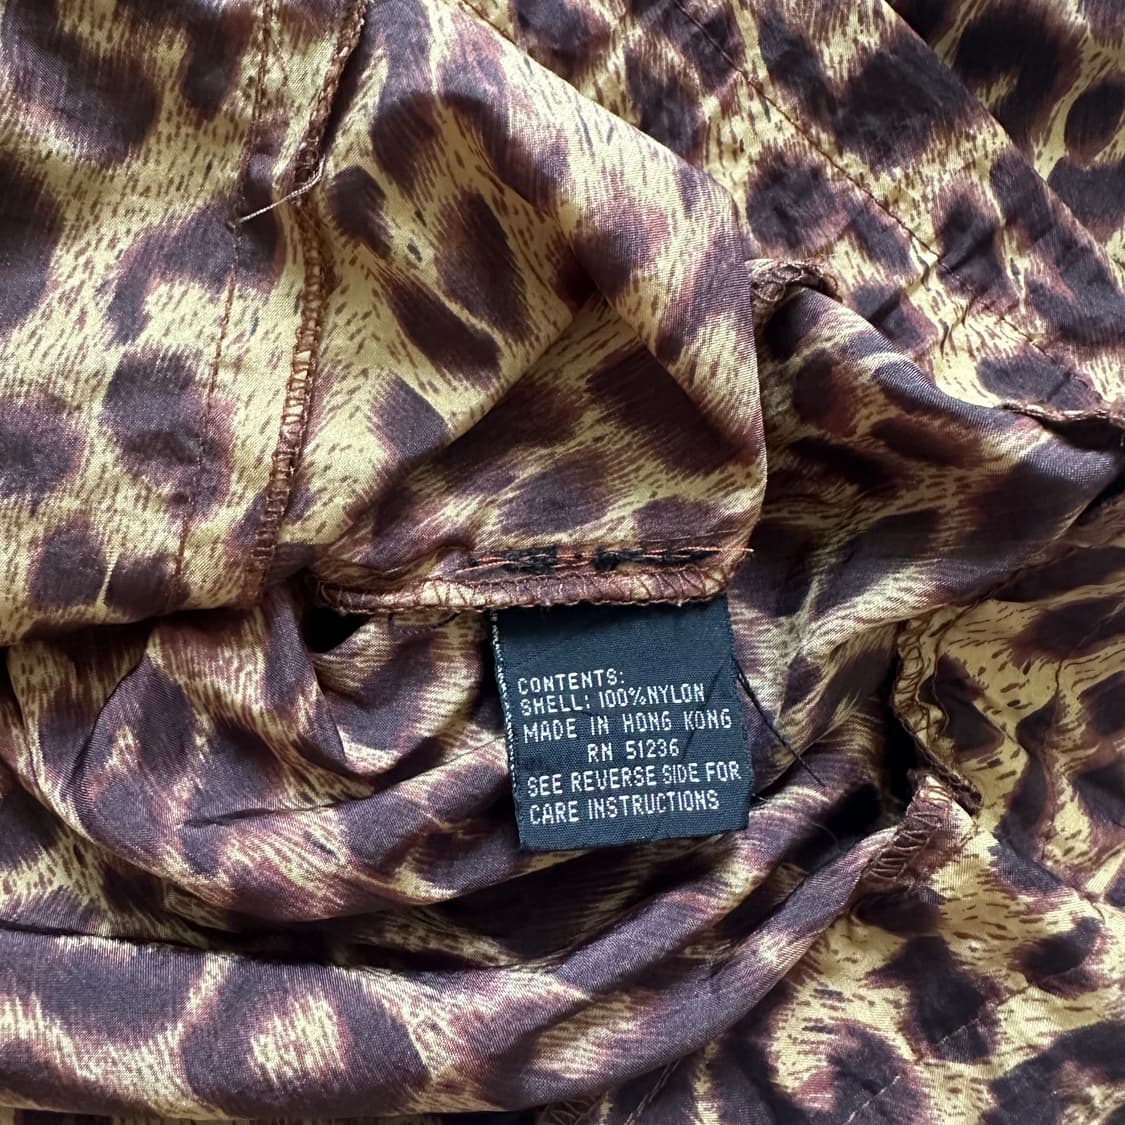 CONTENTS:
SHELL: 100%NYLON
MADE IN HONG KONG
RN 51236
SEE REVERSE SIDE FOR
CARE INSTRUCTIONS